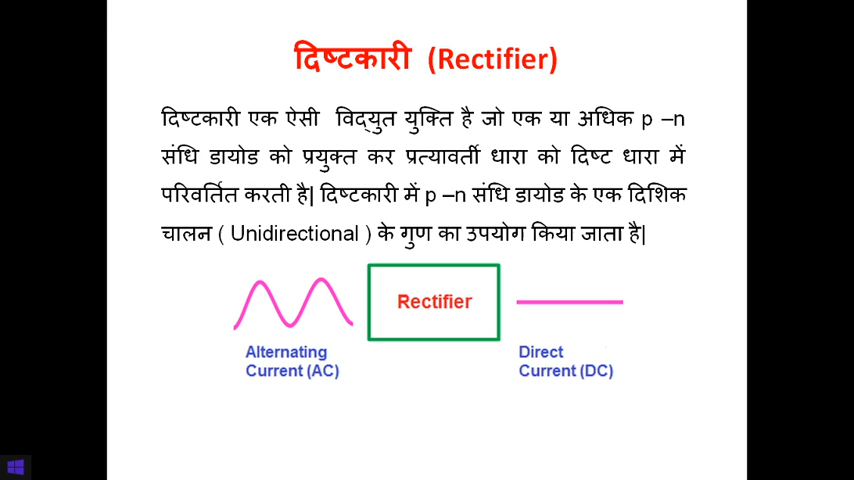 दिष्टकारी (Rectifier)
दिष्टकारी एक ऐसी विद्‌युत युक्ति है जो एक या अधिक p –n
संधि डायोड को प्रयुक्त कर प्रत्यावर्ती धारा को दिष्ट धारा में
परिवर्तित करती है| दिष्टकारी में p –n संधि डायोड के एक दिशिक
चालन ( Unidirectional ) के गुण का उपयोग किया जाता है|
Rectifier
Alternating
Current (AC)
Direct
Current (DC)